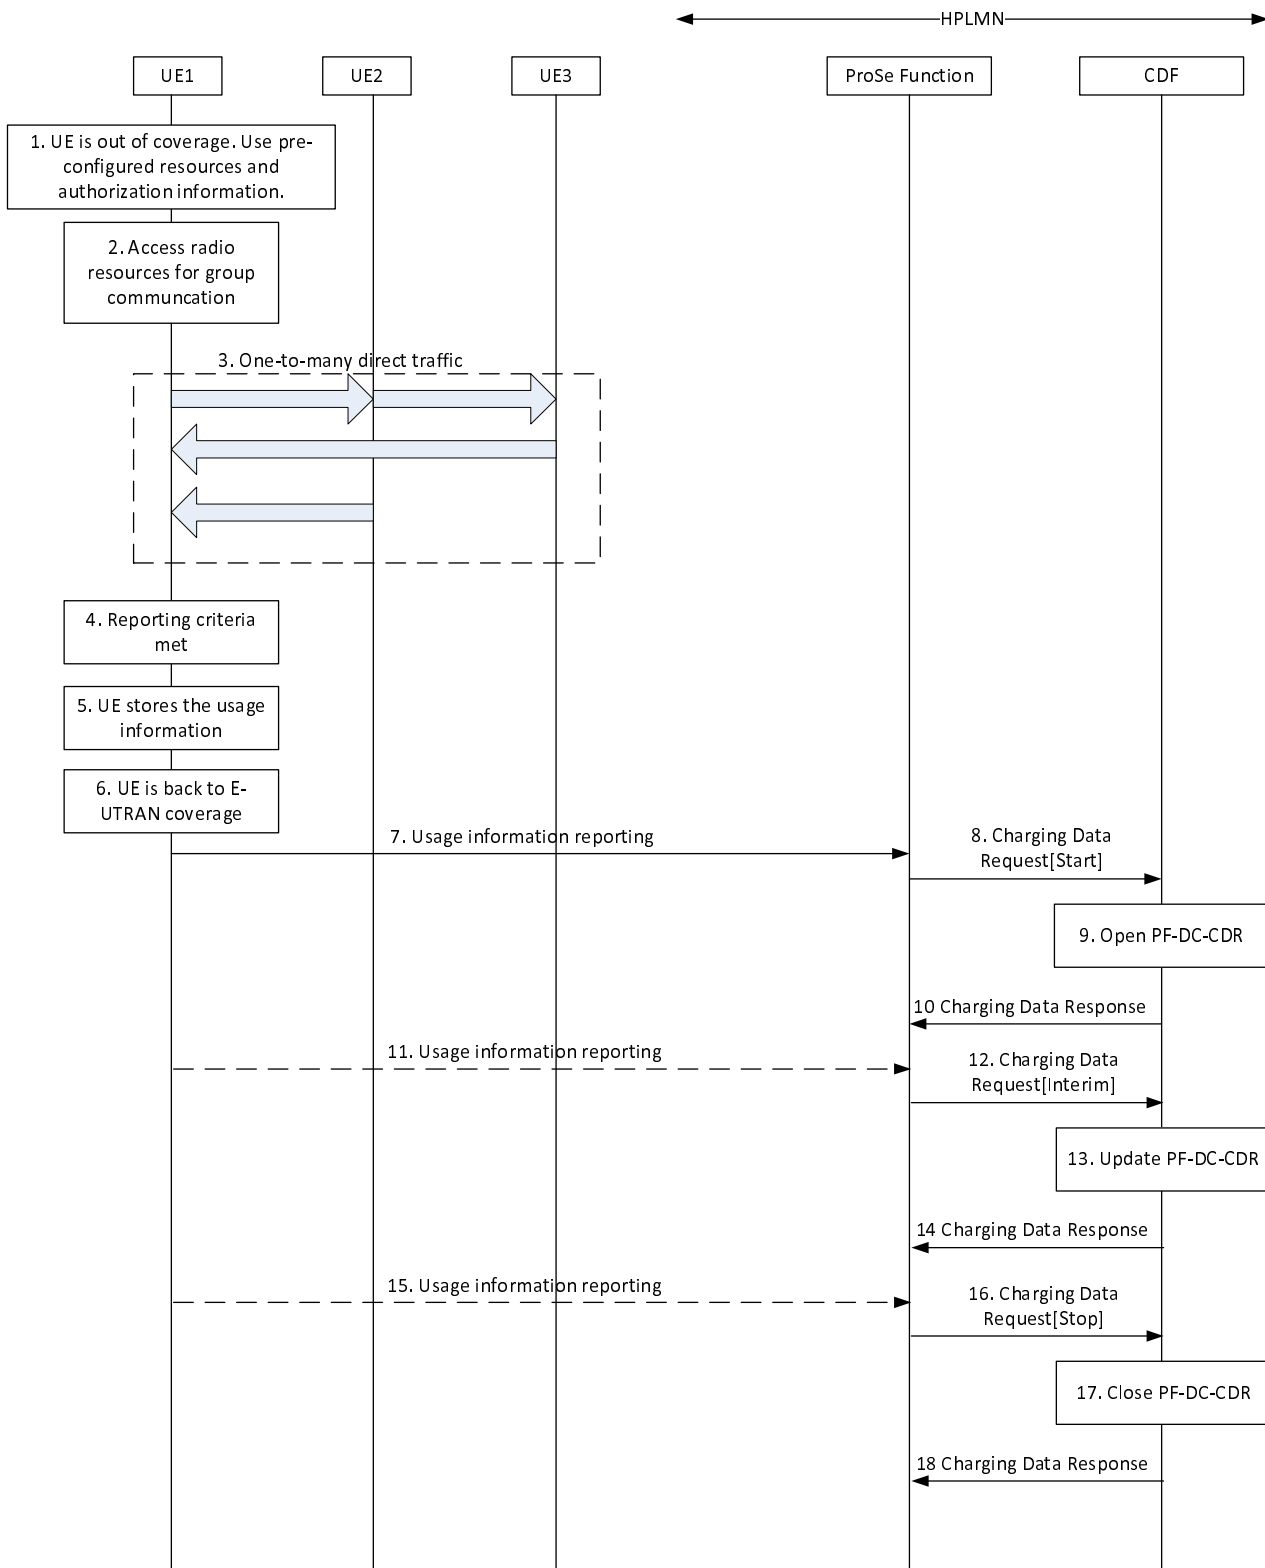 HPLMN
UE1
UE2
UE3
ProSe Function
CDF
1. UE is out of coverage. Use pre-
configured resources and
authorization information.
2. Access radio
resources for group
communcation
3. One-to-many direct traffic
4. Reporting criteria
met
5. UE stores the usage
information
6. UE is back to E-
UTRAN coverage
7. Usage information reporting
8. Charging Data
Request[Start]
9. Open PF-DC-CDR
10 Charging Data Response
11. Usage information reporting
12. Charging Data
Request[Interim]
13. Update PF-DC-CDR
14 Charging Data Response
15. Usage information reporting
16. Charging Data
Request[Stop]
17. Close PF-DC-CDR
18 Charging Data Response